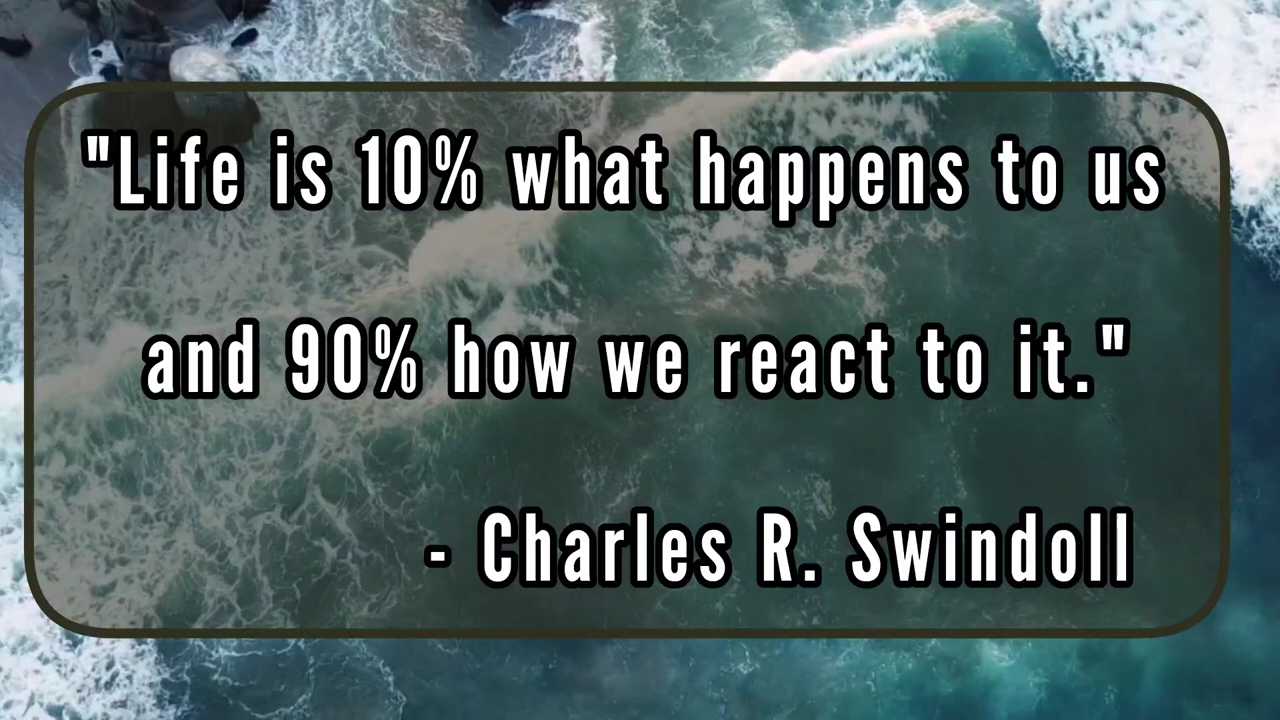 "Life is 10% what happens to us
and 90% how we react to it."
- Charles R. Swindoll